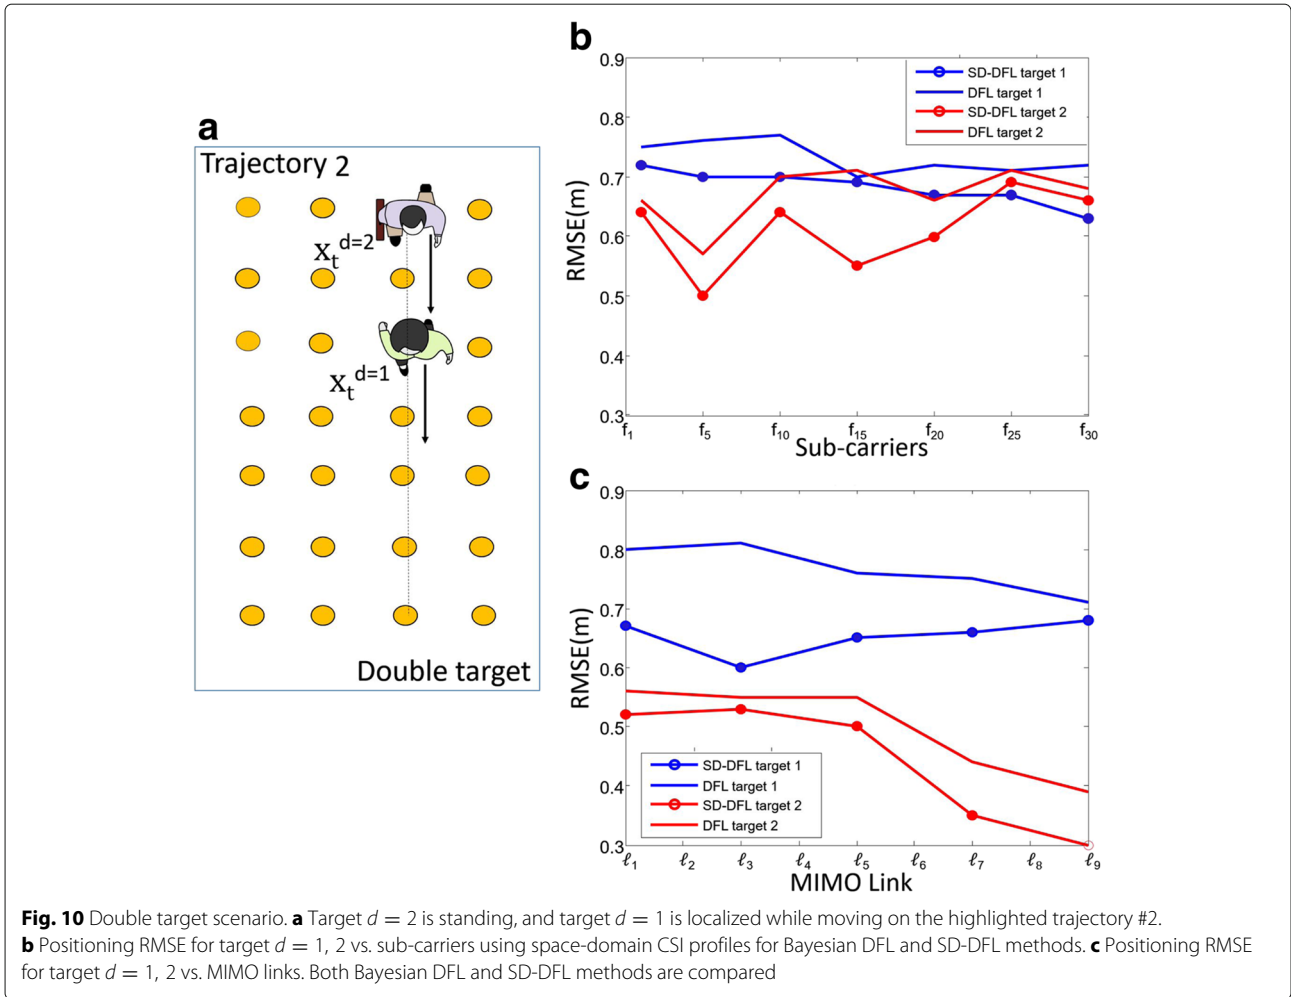 a
Trajectory 2
X_t^{d=2}
X_t^{d=1}
Double target
b
0.9
0.8
0.7
0.6
0.5
0.4
0.3
RMSE(m)
SD-DFL target 1
DFL target 1
SD-DFL target 2
DFL target 2
f1 f5 f10 f15 f20 f25 f30
Sub-carriers
c
0.9
0.8
0.7
0.6
0.5
0.4
0.3
RMSE(m)
SD-DFL target 1
DFL target 1
SD-DFL target 2
DFL target 2
ℓ1 ℓ2 ℓ3 ℓ4 ℓ5 ℓ6 ℓ7 ℓ8 ℓ9
MIMO Link
Fig. 10 Double target scenario. a Target d = 2 is standing, and target d = 1 is localized while moving on the highlighted trajectory #2.
b Positioning RMSE for target d = 1, 2 vs. sub-carriers using space-domain CSI profiles for Bayesian DFL and SD-DFL methods. c Positioning RMSE
for target d = 1, 2 vs. MIMO links. Both Bayesian DFL and SD-DFL methods are compared